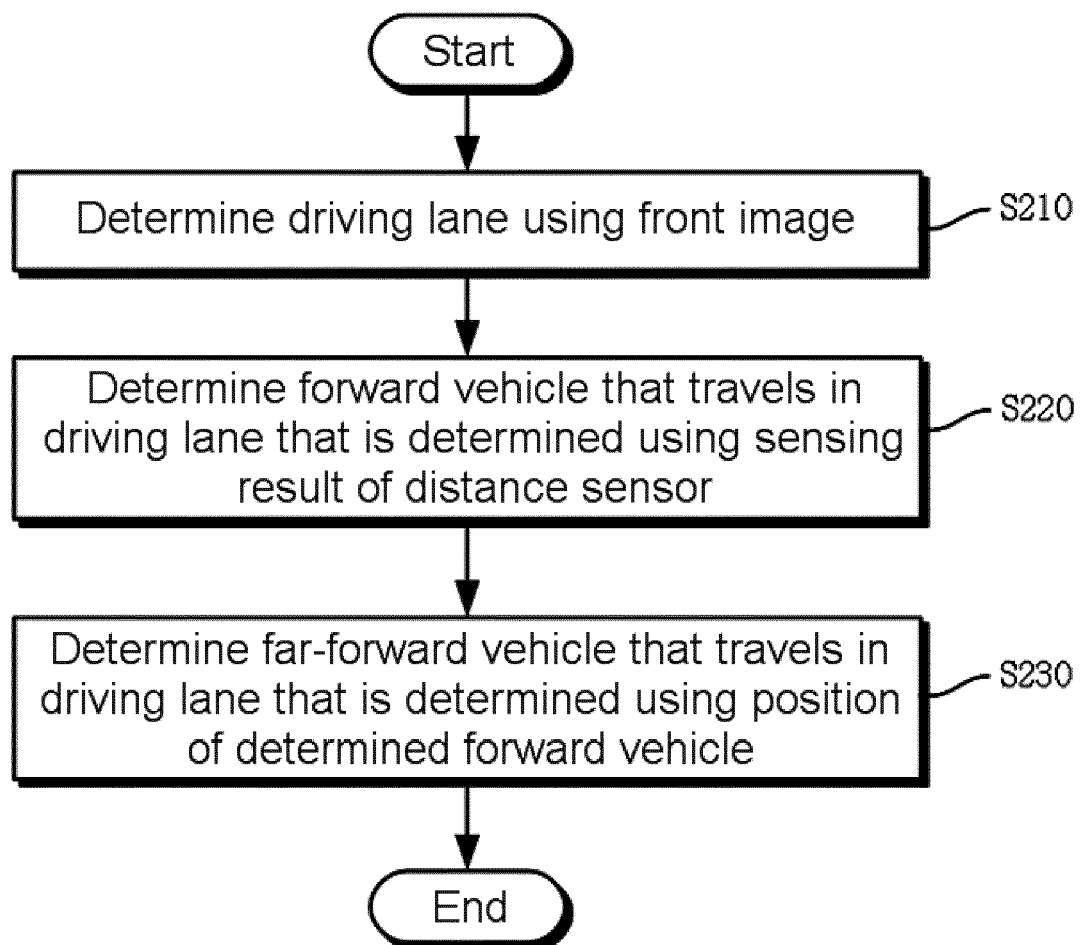 Start
Determine driving lane using front image
S210
Determine forward vehicle that travels in
driving lane that is determined using sensing
result of distance sensor
S220
Determine far-forward vehicle that travels in
driving lane that is determined using position
of determined forward vehicle
S230
End